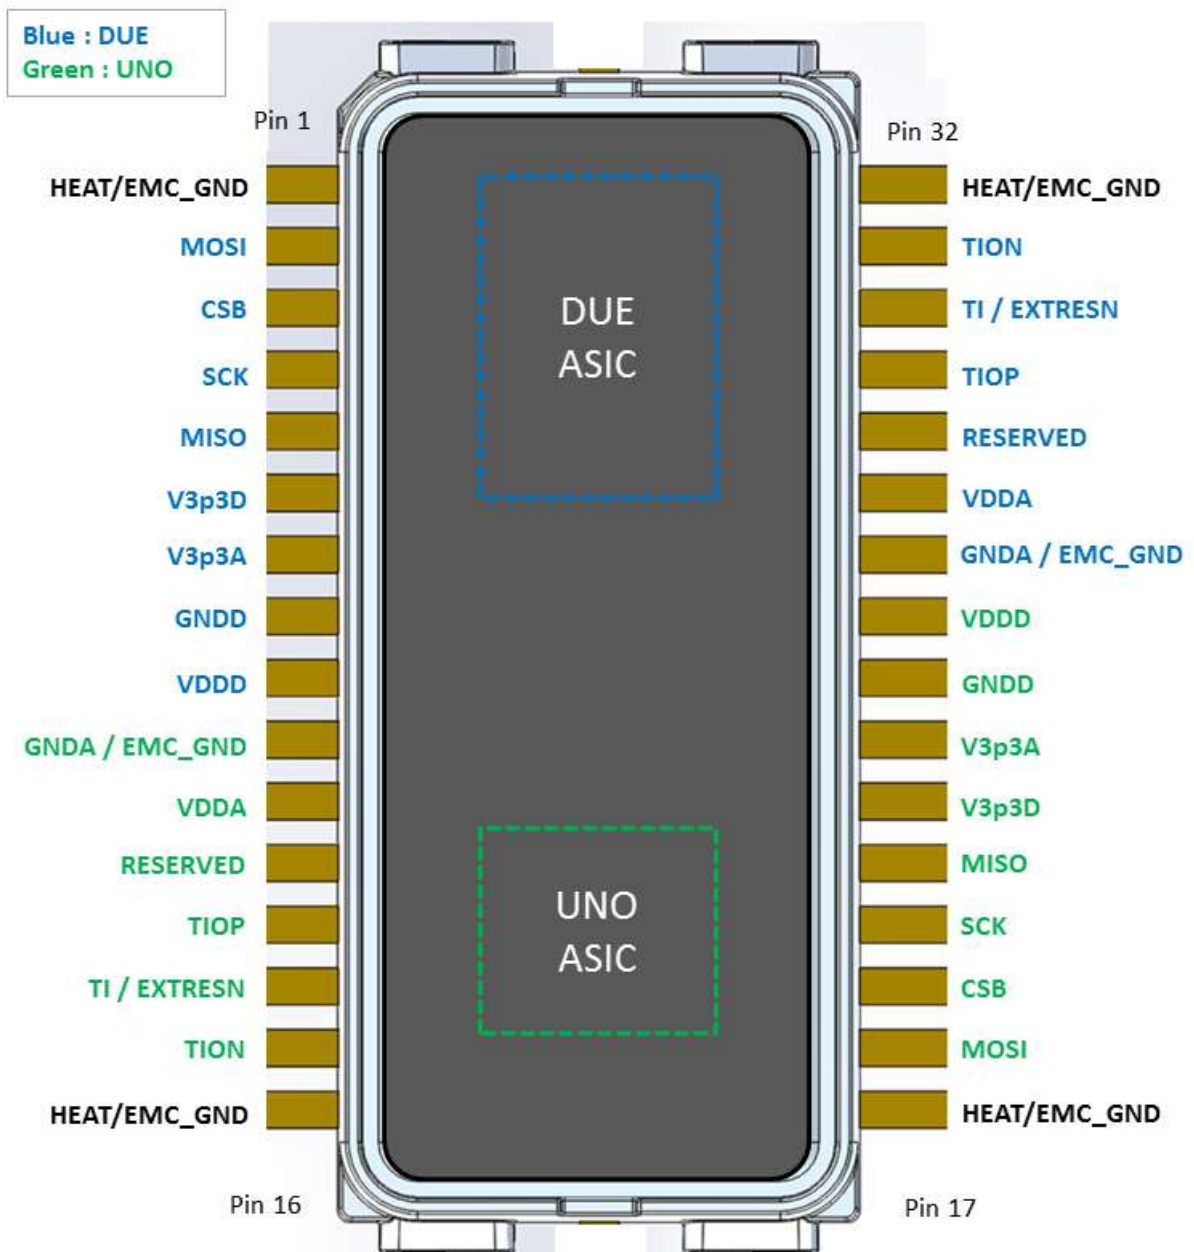 Blue : DUE
Green : UNO
Pin 1
Pin 32
HEAT/EMC_GND
HEAT/EMC_GND
MOSI
TION
CSB
TI / EXTRESN
SCK
TIOP
MISO
RESERVED
V3p3D
VDDA
V3p3A
GNDA / EMC_GND
GNDD
VDDD
VDDD
GNDD
GNDA / EMC_GND
V3p3A
VDDA
V3p3D
RESERVED
MISO
TIOP
SCK
TI / EXTRESN
CSB
TION
MOSI
HEAT/EMC_GND
HEAT/EMC_GND
DUE
ASIC
UNO
ASIC
Pin 16
Pin 17